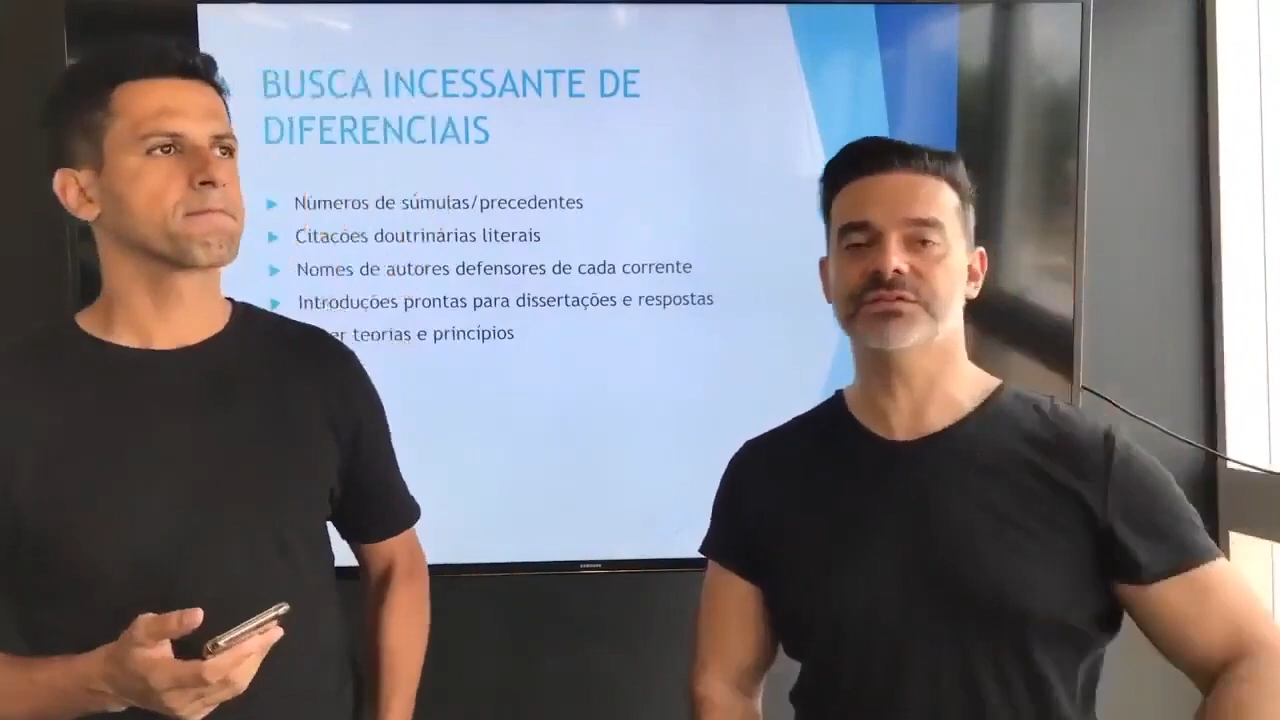 BUSCA INCESSANTE DE
DIFERENCIAIS
Números de súmulas/precedentes
Citações doutrinárias literais
Nomes de autores defensores de cada corrente
Introduções prontas para dissertações e respostas
teorias e princípios
SAMSUNG